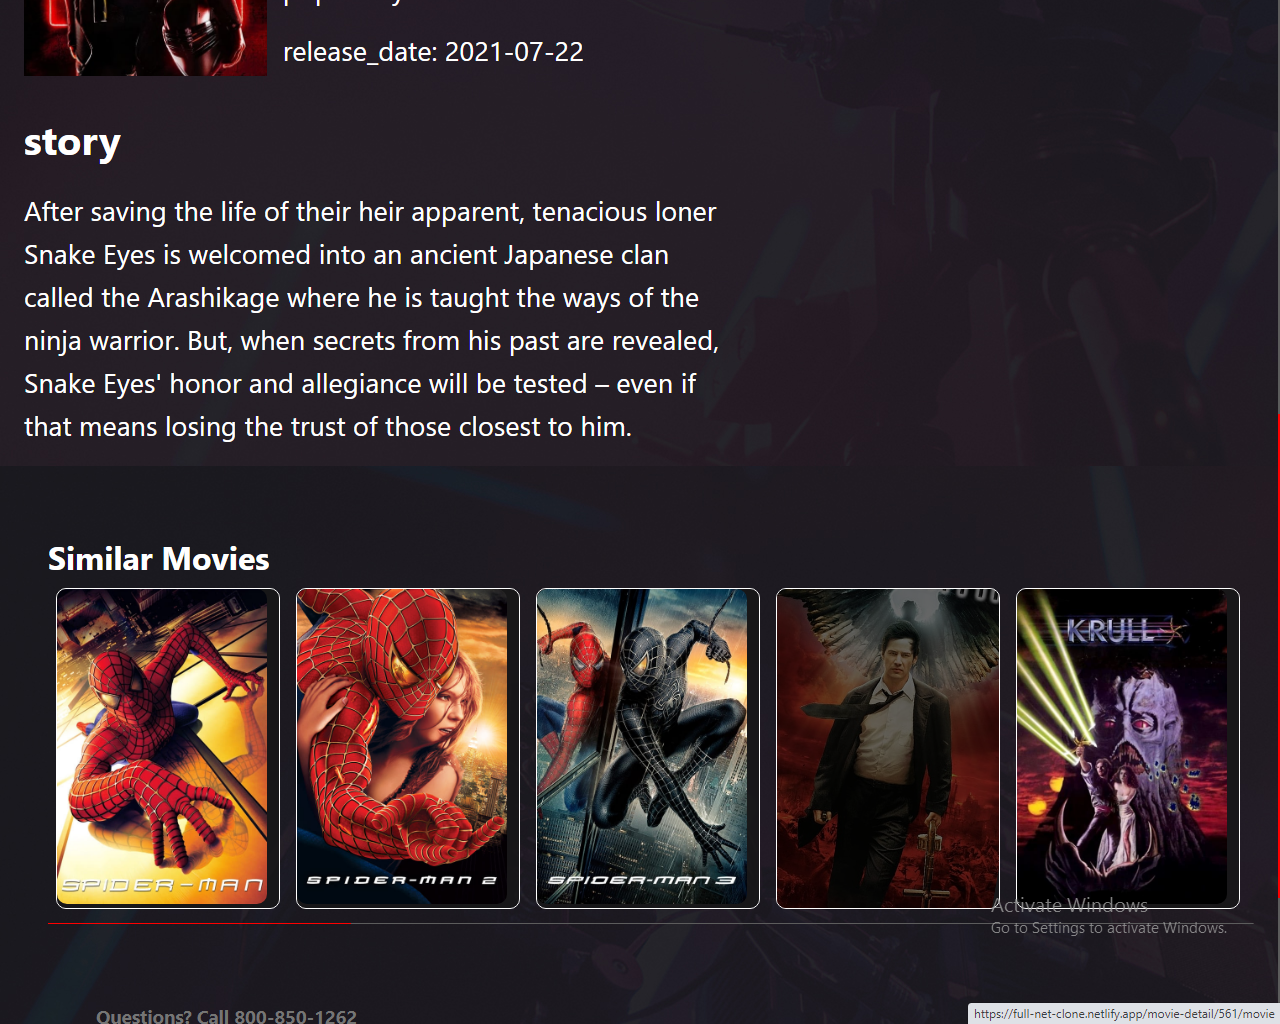 release_date: 2021-07-22
story
After saving the life of their heir apparent, tenacious loner
Snake Eyes is welcomed into an ancient Japanese clan
called the Arashikage where he is taught the ways of the
ninja warrior. But, when secrets from his past are revealed,
Snake Eyes' honor and allegiance will be tested – even if
that means losing the trust of those closest to him.
Similar Movies
KRULL
SPIDER-MAN
SPIDER-MAN 2
SPIDER-MAN 3
Activate Windows
Go to Settings to activate Windows.
Questions? Call 800-850-1262
https://full-net-clone.netlify.app/movie-detail/561/movie